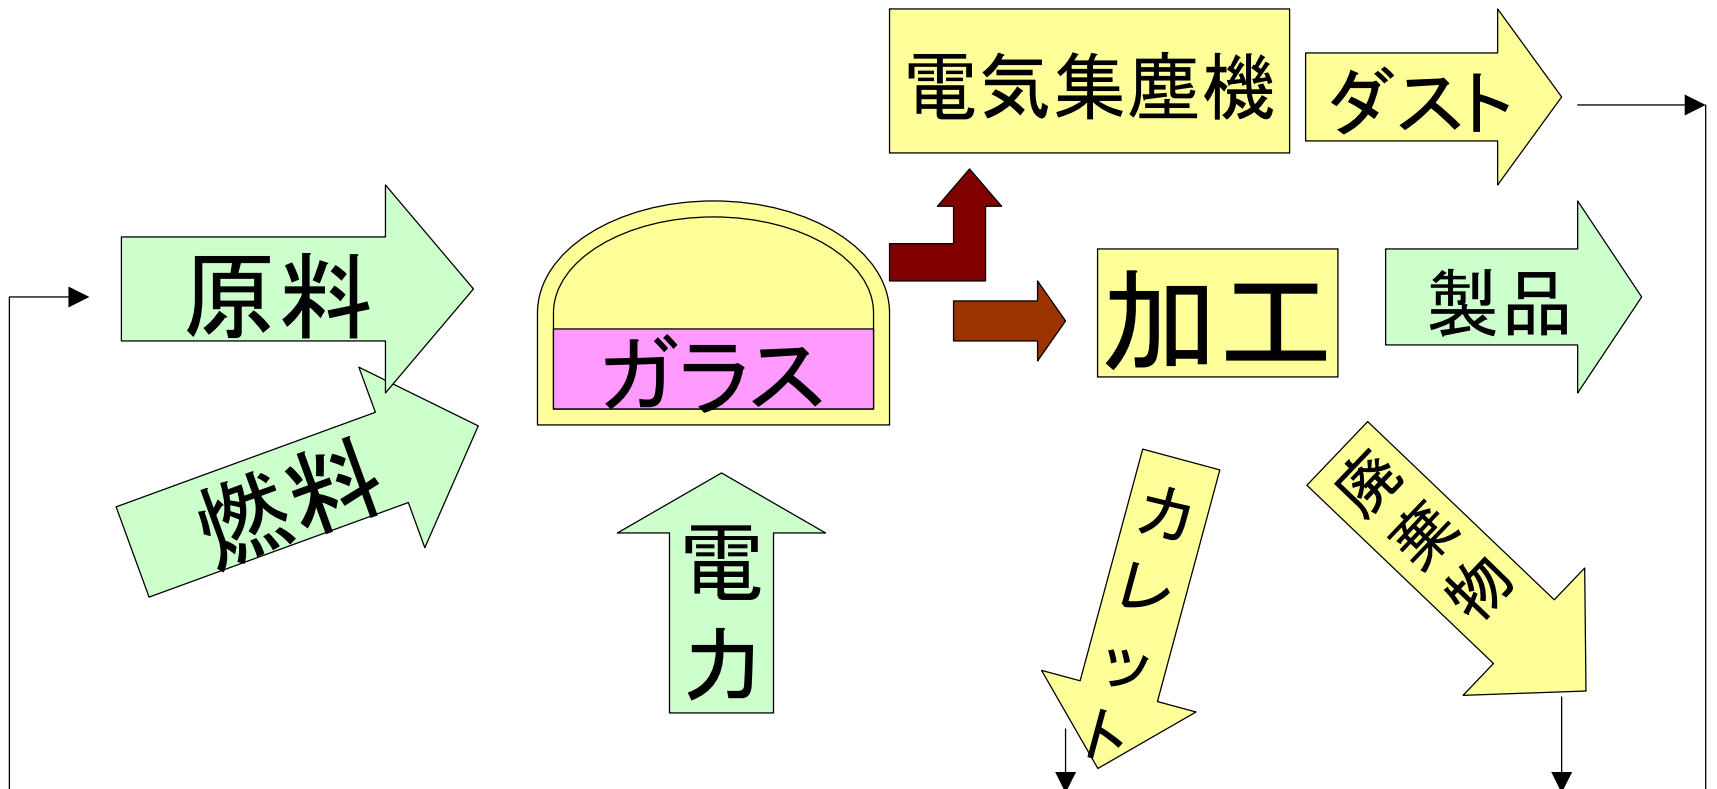 電気集塵機
ダスト
原料
ガラス
加工
製品
燃料
電力
カレット
廃棄物